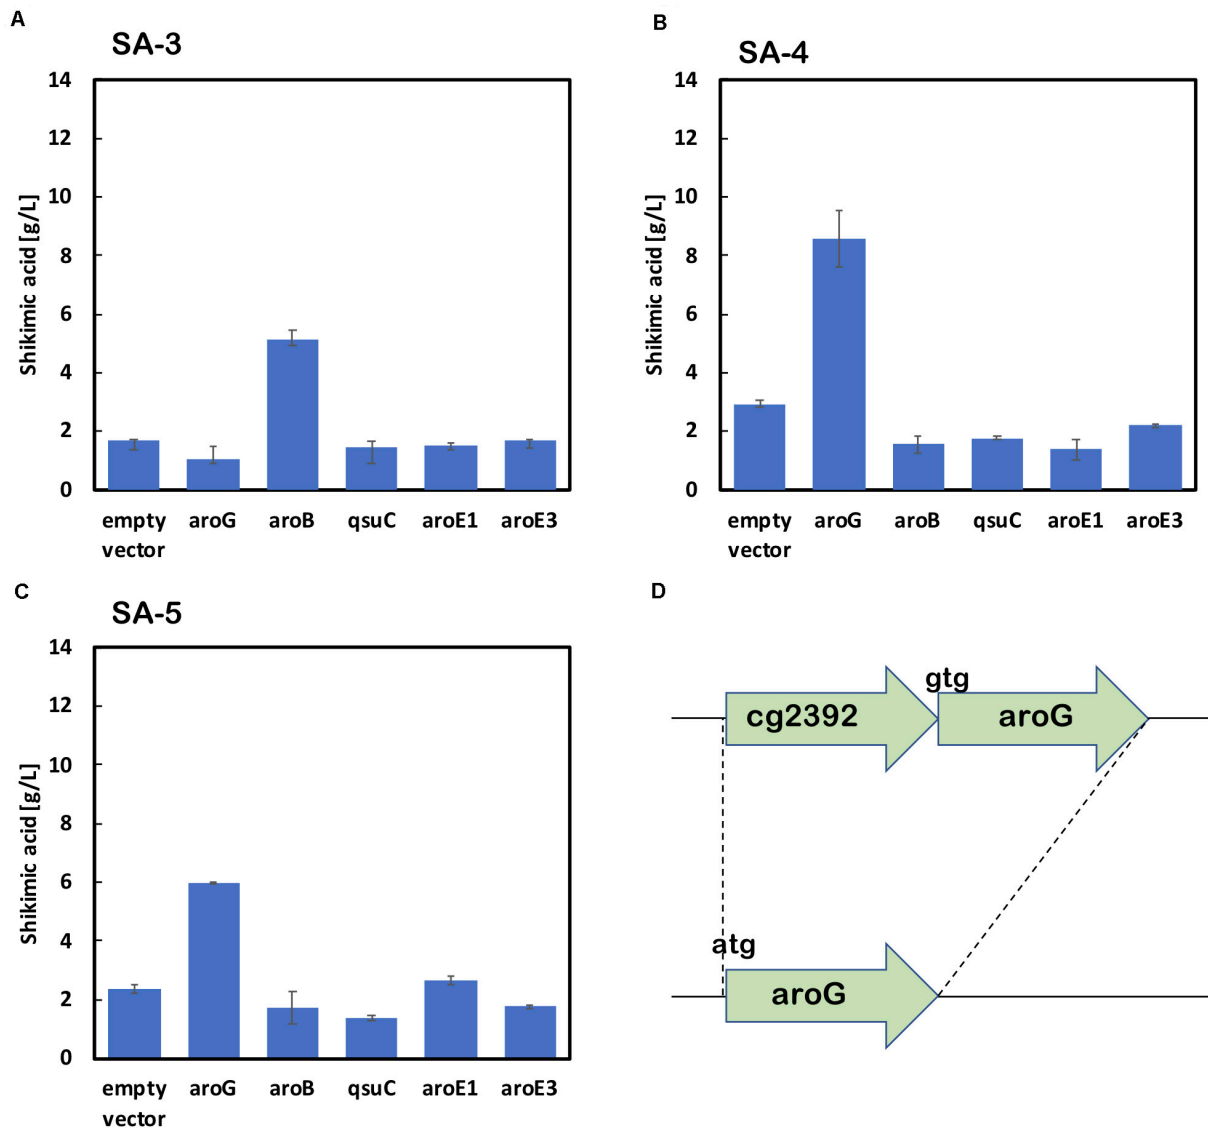 A
SA-3
14
12
10
8
6
4
2
0
Shikimic acid [g/L]
empty
vector
aroG
aroB
qsuC
aroE1
aroE3
B
SA-4
14
12
10
8
6
4
2
0
Shikimic acid [g/L]
empty
vector
aroG
aroB
qsuC
aroE1
aroE3
C
SA-5
14
12
10
8
6
4
2
0
Shikimic acid [g/L]
empty
vector
aroG
aroB
qsuC
aroE1
aroE3
D
gtg
cg2392
aroG
atg
aroG